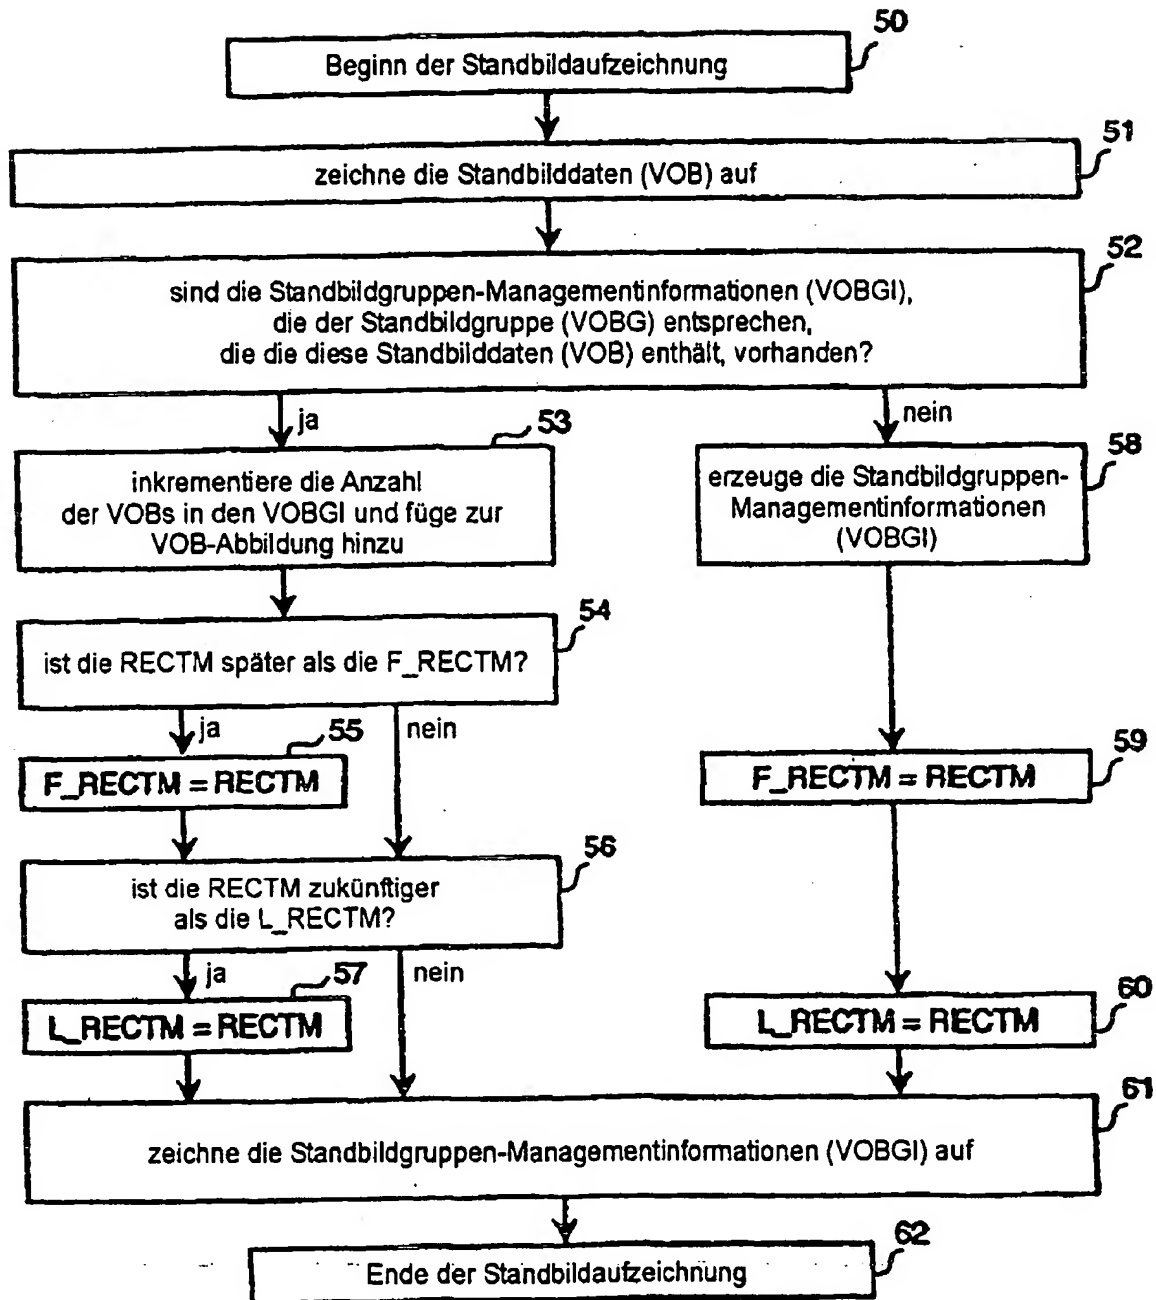 50
Beginn der Standbildaufzeichnung
51
zeichne die Standbilddaten (VOB) auf
52
sind die Standbildgruppen-Managementinformationen (VOBGI),
die der Standbildgruppe (VOBG) entsprechen,
die die diese Standbilddaten (VOB) enthält, vorhanden?
ja
53
nein
58
inkrementiere die Anzahl
der VOBs in den VOBGI und füge zur
VOB-Abbildung hinzu
erzeuge die Standbildgruppen-
Managementinformationen
(VOBGI)
54
ist die RECTM später als die F_RECTM?
ja
55
nein
59
F_RECTM = RECTM
F_RECTM = RECTM
56
ist die RECTM zukünftiger
als die L_RECTM?
ja
57
nein
60
L_RECTM = RECTM
L_RECTM = RECTM
61
zeichne die Standbildgruppen-Managementinformationen (VOBGI) auf
62
Ende der Standbildaufzeichnung